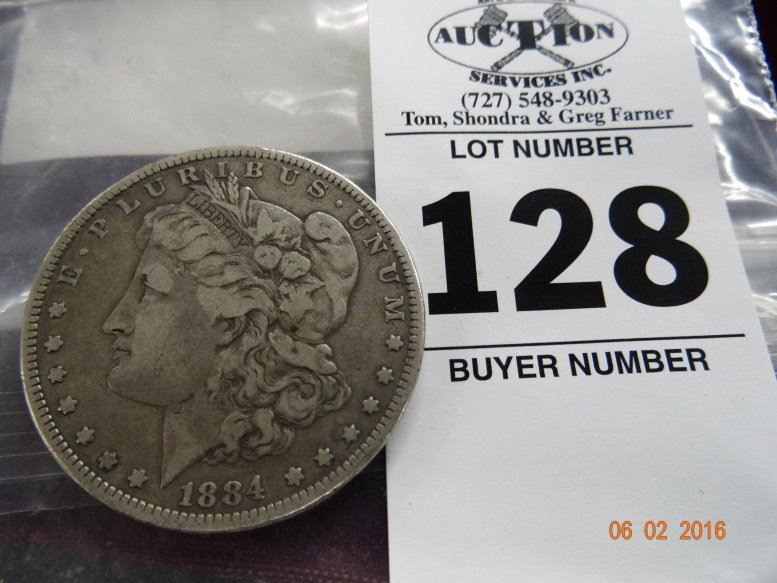 AUCTION
SERVICES INC.
(727) 548-9303
Tom, Shondra & Greg Farner
LOT NUMBER
128
BUYER NUMBER
E · PLURIBUS · UNUM
LIBERTY
1884
06 02 2016